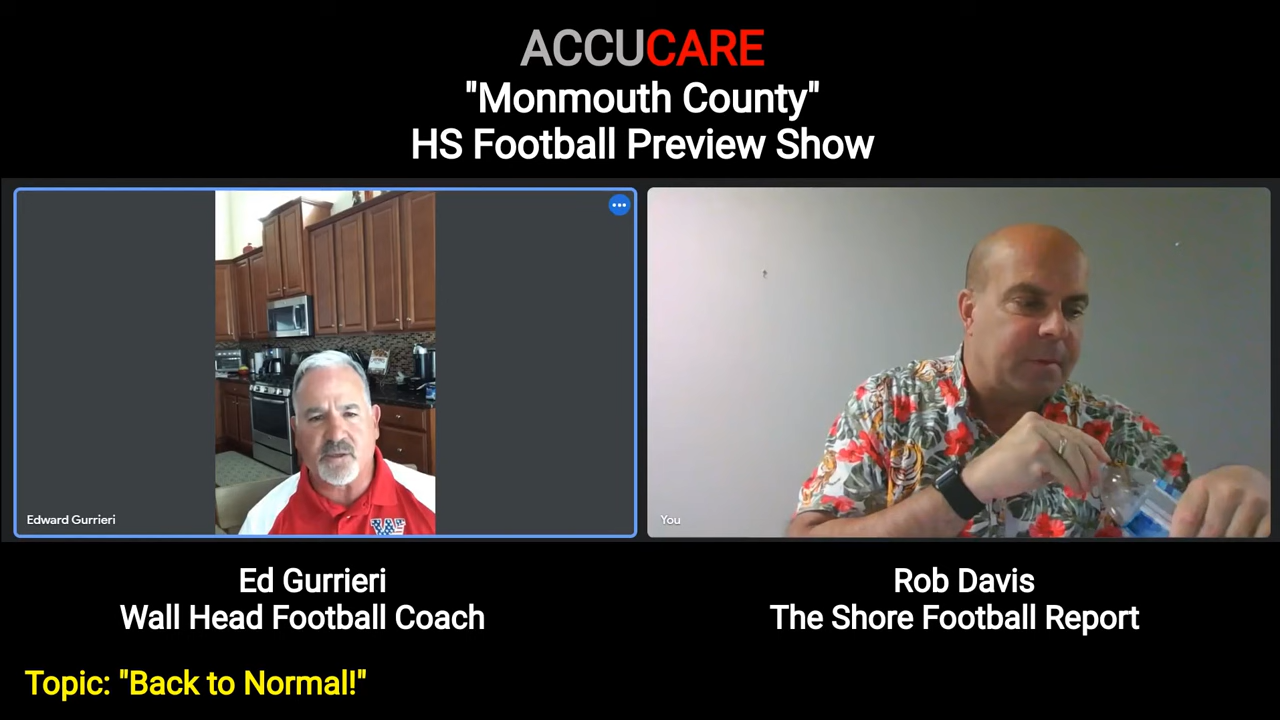 ACCUCARE
"Monmouth County"
HS Football Preview Show
Edward Gurrieri
You
Ed Gurrieri
Wall Head Football Coach
Rob Davis
The Shore Football Report
Topic: "Back to Normal!"